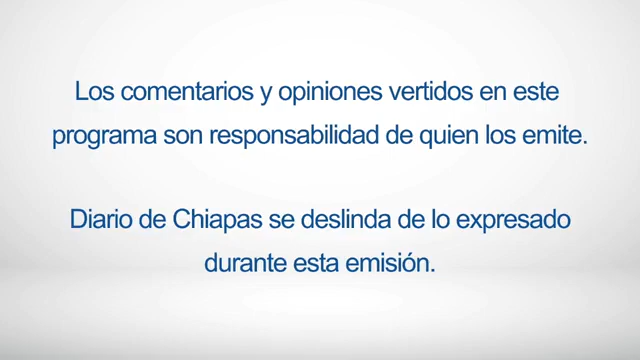 Los comentarios y opiniones vertidos en este
programa son responsabilidad de quien los emite.
Diario de Chiapas se deslinda de lo expresado
durante esta emisión.